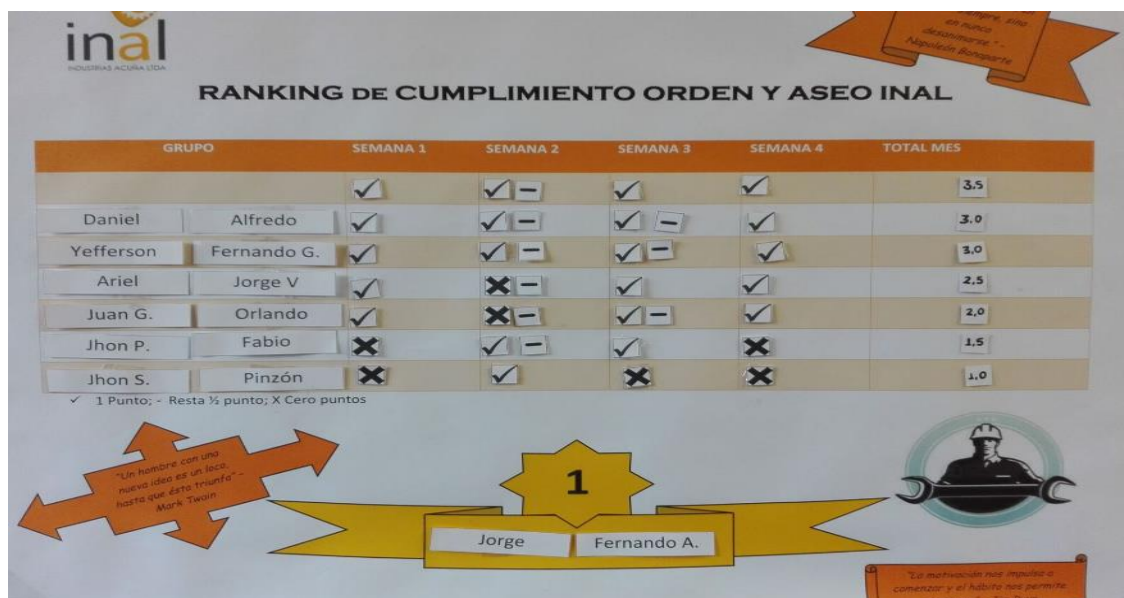 inal
INDUSTRIAS ACUÑA LTDA
sino
en nunca
desanimarse." -
Napoleón Bonaparte
RANKING DE CUMPLIMIENTO ORDEN Y ASEO INAL
GRUPO SEMANA 1 SEMANA 2 SEMANA 3 SEMANA 4 TOTAL MES
✓ ✓ - ✓ ✓ 3.5
Daniel Alfredo ✓ ✓ - ✓ - ✓ 3.0
Yefferson Fernando G. ✓ ✓ - ✓ - ✓ 3.0
Ariel Jorge V ✓ X - ✓ ✓ 2.5
Juan G. Orlando ✓ X - ✓ - ✓ 2,0
Jhon P. Fabio X ✓ - ✓ X 1.5
Jhon S. Pinzón X ✓ X X 1.0
✓ 1 Punto; - Resta ½ punto; X Cero puntos
"Un hombre con una
nueva idea es un loco,
hasta que ésta triunfa" -
Mark Twain
1
Jorge Fernando A.
"La motivación nos impulsa a
comenzar y el hábito nos permite